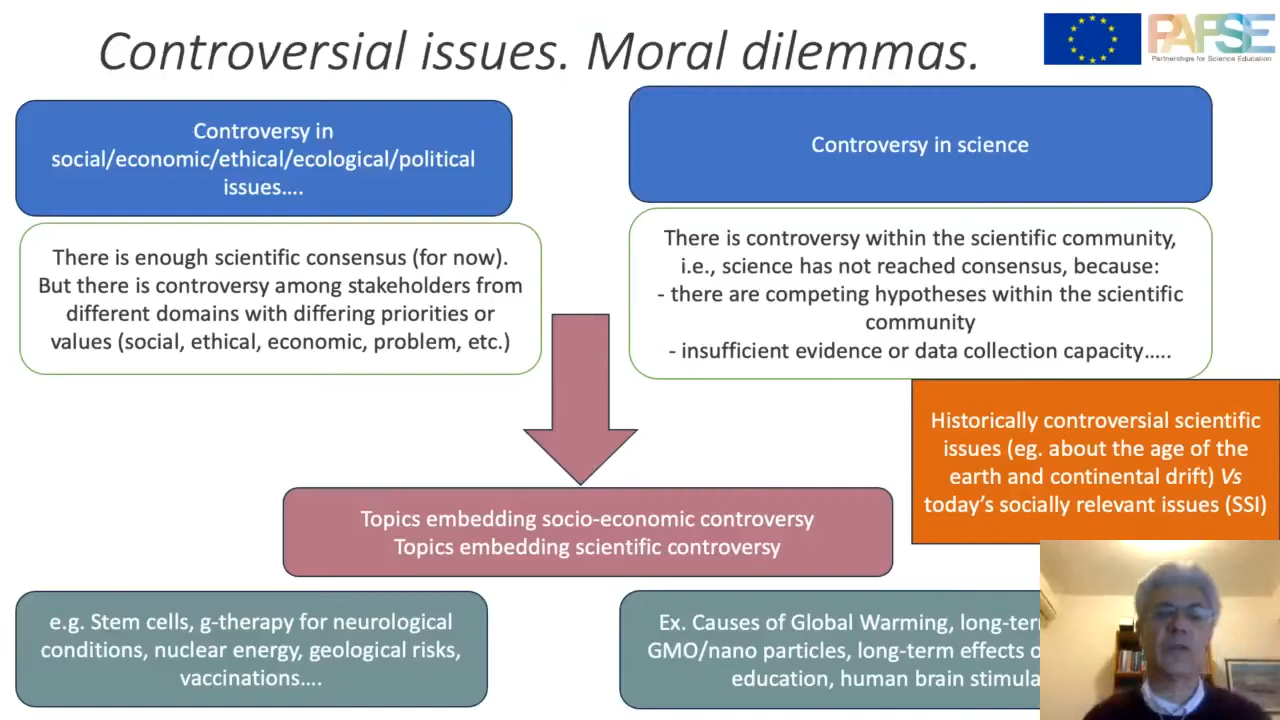 Controversial issues. Moral dilemmas.
PAPSE
Partnerships for Science Education
Controversy in
social/economic/ethical/ecological/political
issues….
Controversy in science
There is enough scientific consensus (for now).
But there is controversy among stakeholders from
different domains with differing priorities or
values (social, ethical, economic, problem, etc.)
There is controversy within the scientific community,
i.e., science has not reached consensus, because:
- there are competing hypotheses within the scientific
community
- insufficient evidence or data collection capacity…..
Historically controversial scientific
issues (eg. about the age of the
earth and continental drift) Vs
today’s socially relevant issues (SSI)
Topics embedding socio-economic controversy
Topics embedding scientific controversy
e.g. Stem cells, g-therapy for neurological
conditions, nuclear energy, geological risks,
vaccinations….
Ex. Causes of Global Warming,
GMO/nano particles, long-term effects
education, human brain